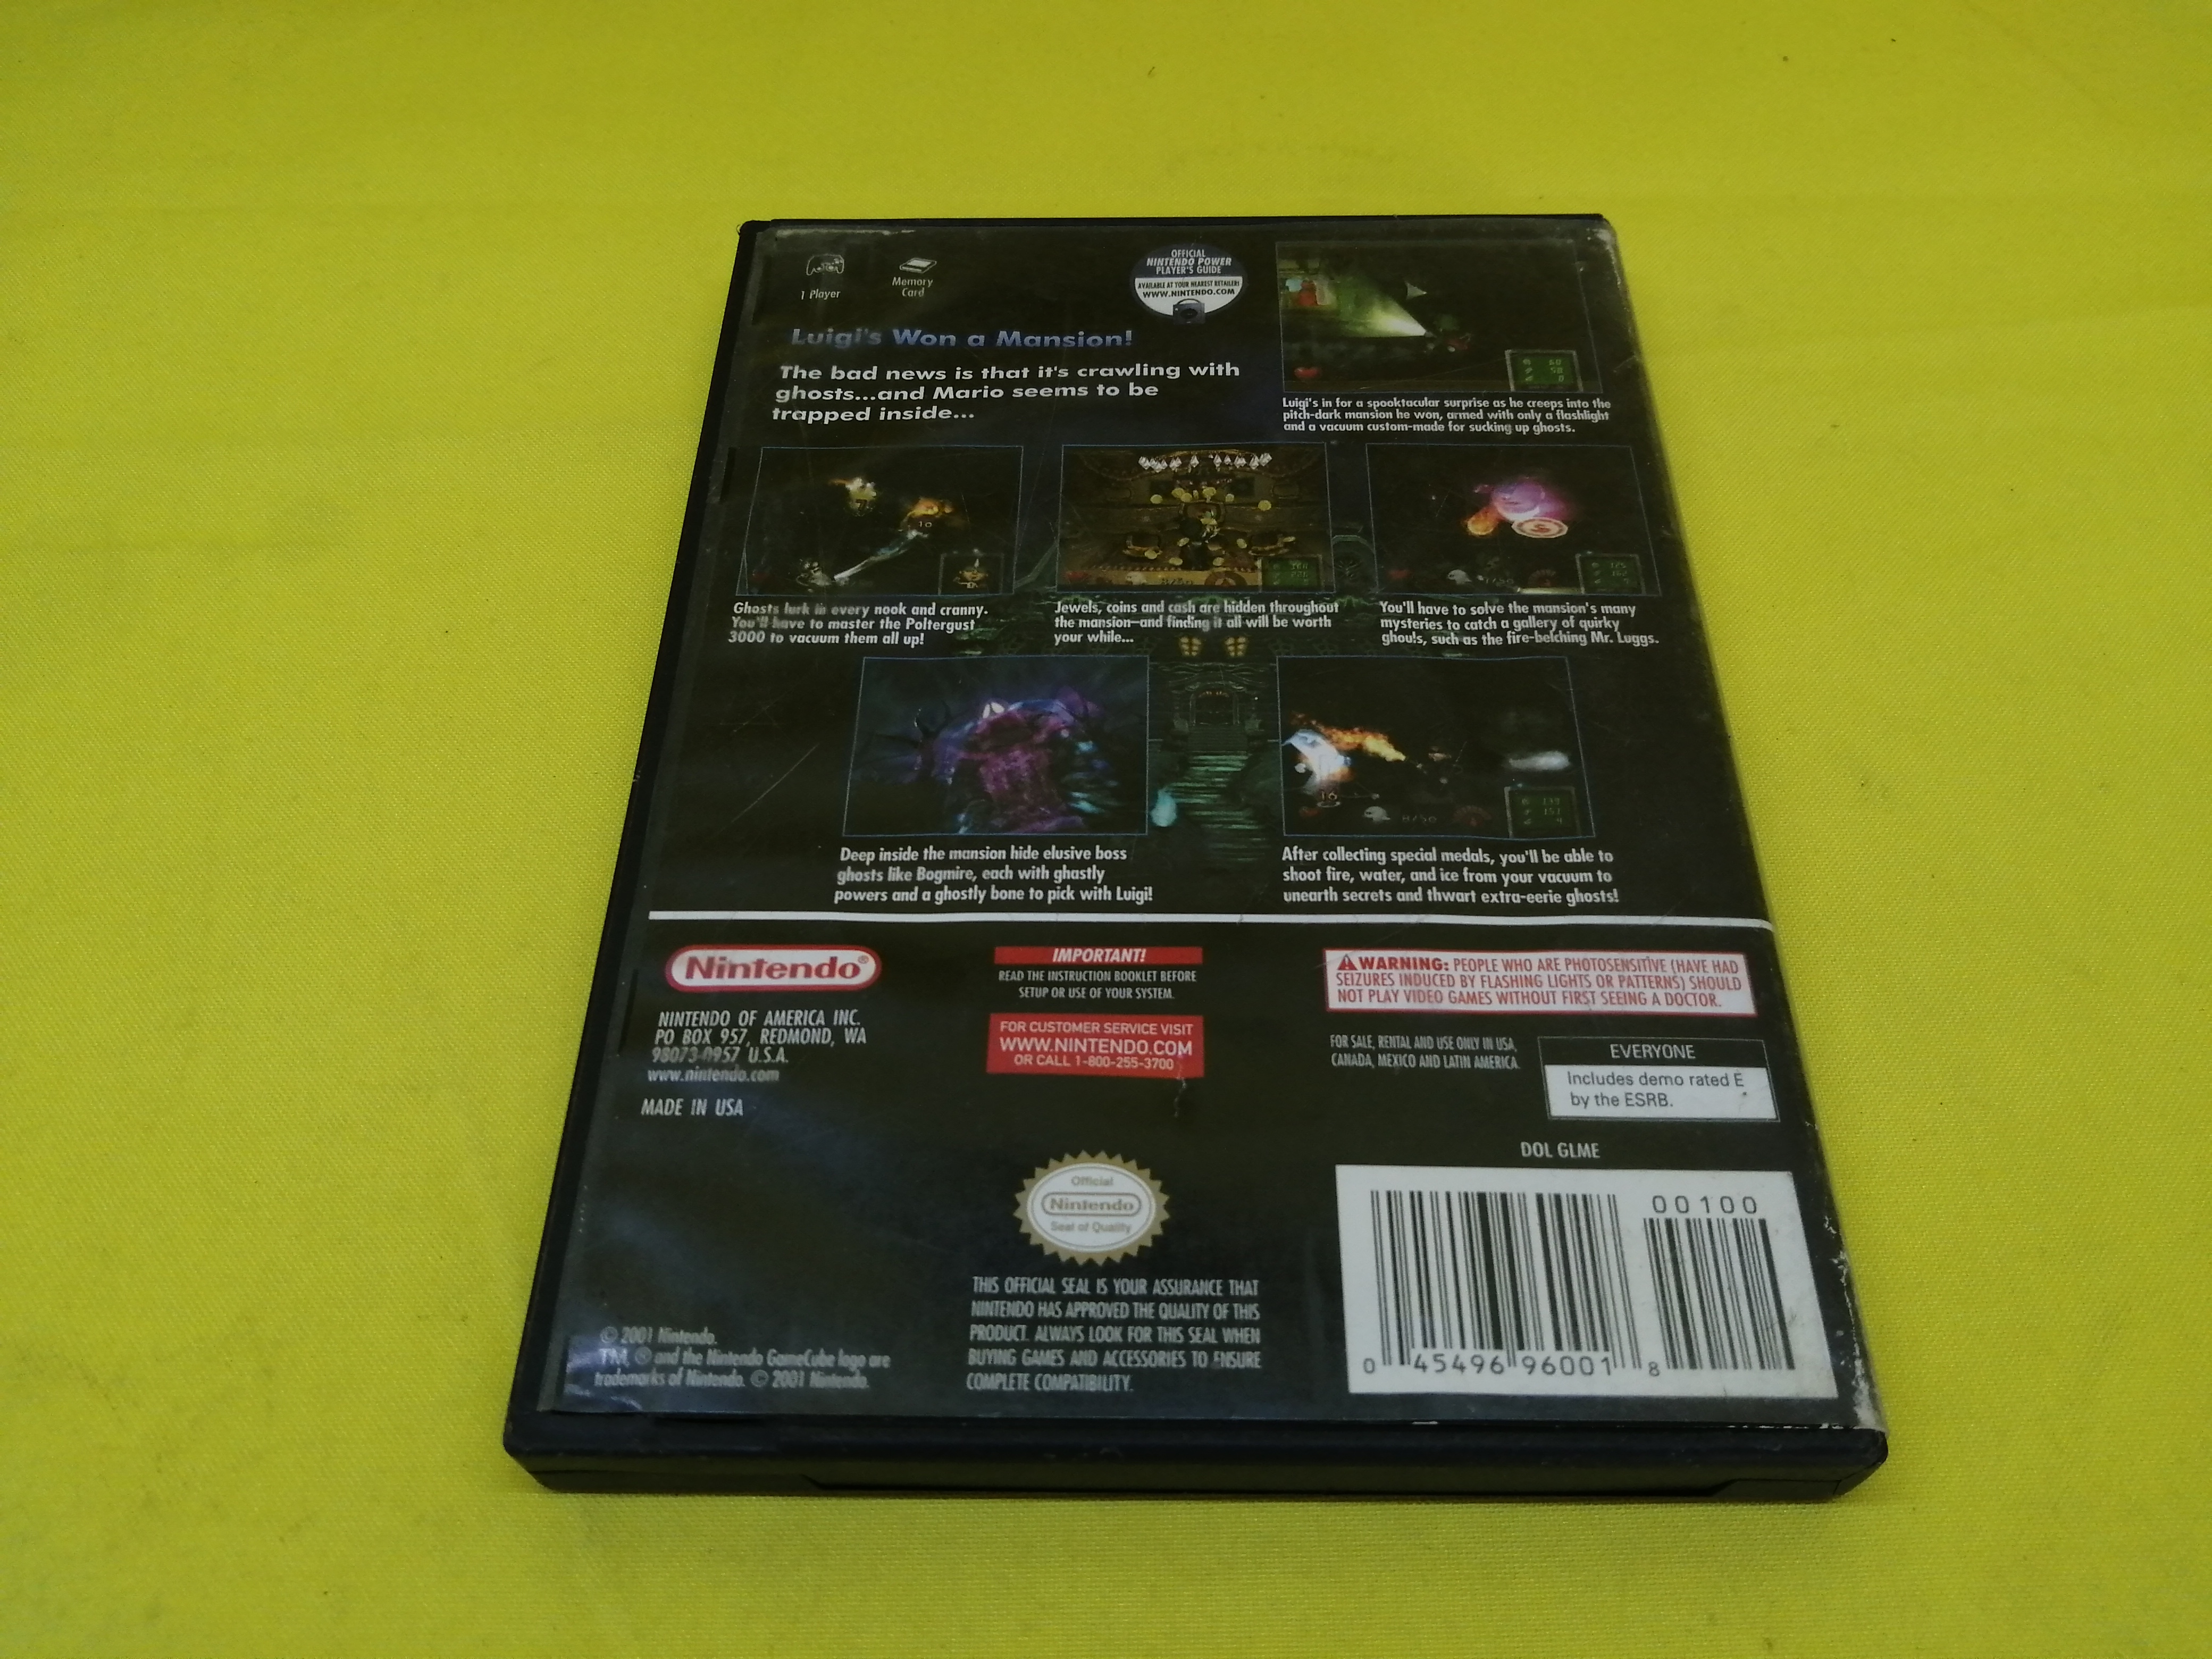 1 Player
Memory
Card
OFFICIAL
NINTENDO POWER
PLAYER'S GUIDE
AVAILABLE AT YOUR NEAREST RETAILER!
WWW.NINTENDO.COM
Luigi's Won a Mansion!
The bad news is that it's crawling with
ghosts...and Mario seems to be
trapped inside...
Luigi's in for a spooktacular surprise as he creeps into the
pitch-dark mansion he won, armed with only a flashlight
and a vacuum custom-made for sucking up ghosts.
10
Ghosts lurk in every nook and cranny.
You'll have to master the Poltergust
3000 to vacuum them all up!
Jewels, coins and cash are hidden throughout
the mansion—and finding it all will be worth
your while...
You'll have to solve the mansion's many
mysteries to catch a gallery of quirky
ghouls, such as the fire-belching Mr. Luggs.
16
8/50
Deep inside the mansion hide elusive boss
ghosts like Bogmire, each with ghastly
powers and a ghostly bone to pick with Luigi!
After collecting special medals, you'll be able to
shoot fire, water, and ice from your vacuum to
unearth secrets and thwart extra-eerie ghosts!
Nintendo®
NINTENDO OF AMERICA INC.
PO BOX 957, REDMOND, WA
98073-0957 U.S.A.
www.nintendo.com
MADE IN USA
IMPORTANT!
READ THE INSTRUCTION BOOKLET BEFORE
SETUP OR USE OF YOUR SYSTEM.
FOR CUSTOMER SERVICE VISIT
WWW.NINTENDO.COM
OR CALL 1-800-255-3700
WARNING: PEOPLE WHO ARE PHOTOSENSITIVE (HAVE HAD
SEIZURES INDUCED BY FLASHING LIGHTS OR PATTERNS) SHOULD
NOT PLAY VIDEO GAMES WITHOUT FIRST SEEING A DOCTOR.
FOR SALE, RENTAL AND USE ONLY IN USA,
CANADA, MEXICO AND LATIN AMERICA.
EVERYONE
Includes demo rated E
by the ESRB.
DOL GLME
Official
Nintendo
Seal of Quality
THIS OFFICIAL SEAL IS YOUR ASSURANCE THAT
NINTENDO HAS APPROVED THE QUALITY OF THIS
PRODUCT. ALWAYS LOOK FOR THIS SEAL WHEN
BUYING GAMES AND ACCESSORIES TO ENSURE
COMPLETE COMPATIBILITY.
© 2001 Nintendo.
TM, ® and the Nintendo GameCube logo are
trademarks of Nintendo. © 2001 Nintendo.
00100
0 45496 96001 8